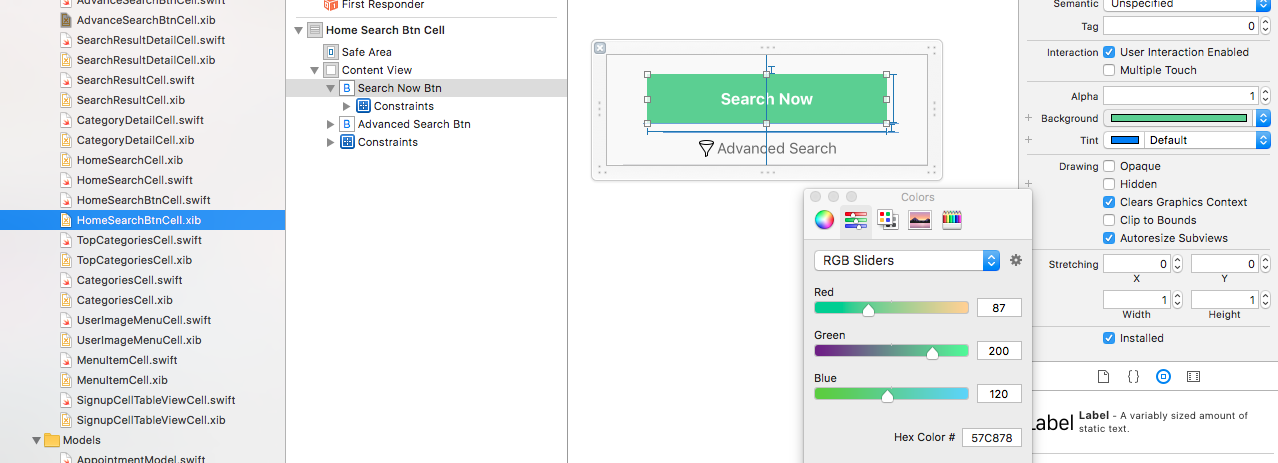 AdvanceSearchBtnCell.swift
AdvanceSearchBtnCell.xib
SearchResultDetailCell.swift
SearchResultDetailCell.xib
SearchResultCell.swift
SearchResultCell.xib
CategoryDetailCell.swift
CategoryDetailCell.xib
HomeSearchCell.xib
HomeSearchCell.swift
HomeSearchBtnCell.swift
HomeSearchBtnCell.xib
TopCategoriesCell.swift
TopCategoriesCell.xib
CategoriesCell.swift
CategoriesCell.xib
UserImageMenuCell.swift
UserImageMenuCell.xib
MenuItemCell.swift
MenuItemCell.xib
SignupCellTableViewCell.swift
SignupCellTableViewCell.xib
Models
AppointmentModel.swift
First Responder
Home Search Btn Cell
Safe Area
Content View
B Search Now Btn
Constraints
B Advanced Search Btn
Constraints
Search Now
Advanced Search
Colors
RGB Sliders
Red
87
Green
200
Blue
120
Hex Color # 57C878
Semantic Unspecified
Tag 0
Interaction User Interaction Enabled
Multiple Touch
Alpha 1
Background
Tint Default
Drawing Opaque
Hidden
Clears Graphics Context
Clip to Bounds
Autoresize Subviews
Stretching 0 0
X Y
1 1
Width Height
Installed
{}
Label Label - A variably sized amount of
static text.